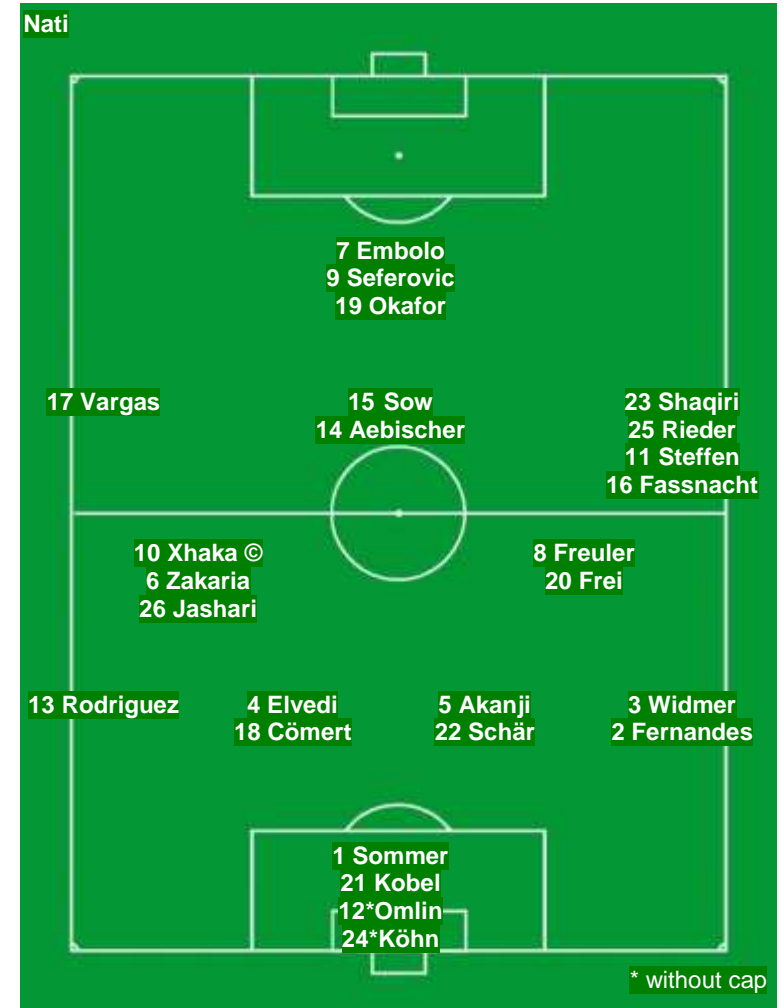 Nati
7 Embolo
9 Seferovic
19 Okafor
17 Vargas
15 Sow
14 Aebischer
23 Shaqiri
25 Rieder
11 Steffen
16 Fassnacht
10 Xhaka ©
6 Zakaria
26 Jashari
8 Freuler
20 Frei
13 Rodriguez
4 Elvedi
18 Cömert
5 Akanji
22 Schär
3 Widmer
2 Fernandes
1 Sommer
21 Kobel
12*Omlin
24*Köhn
* without cap